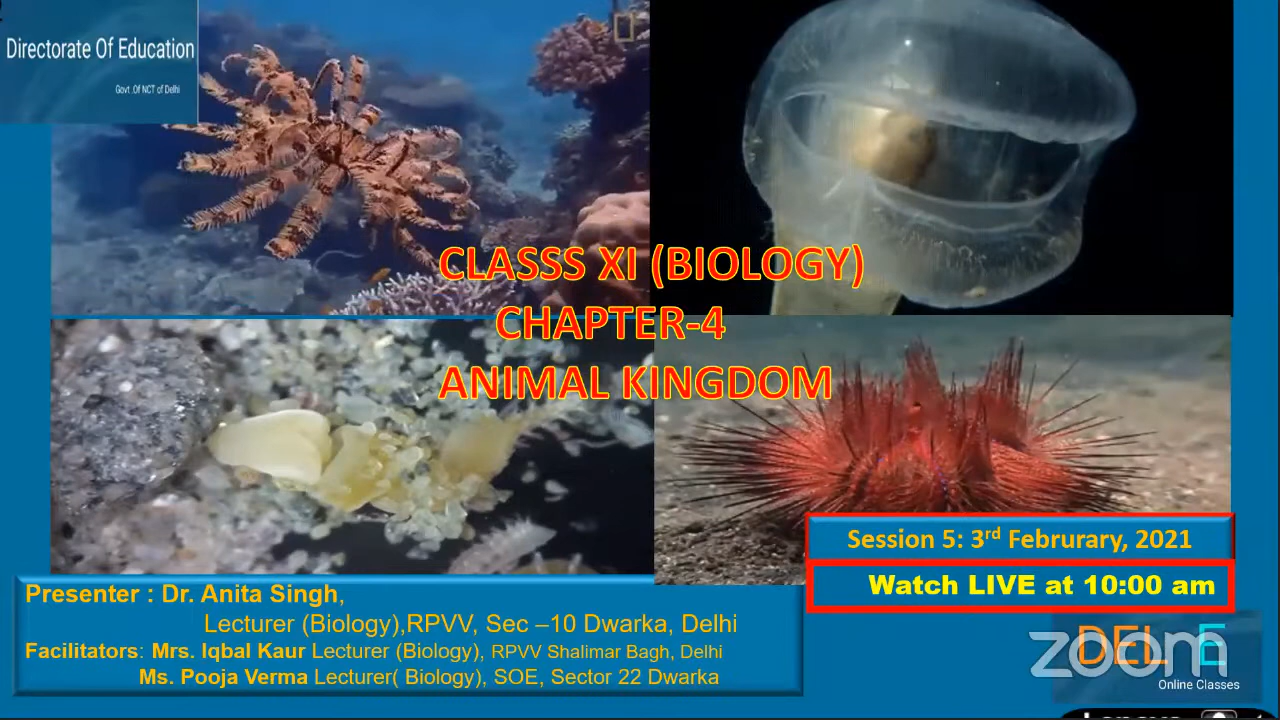 Directorate Of Education
Govt .Of NCT of Delhi
CLASSS XI (BIOLOGY)
CHAPTER-4
ANIMAL KINGDOM
Session 5: 3rd Februrary, 2021
Watch LIVE at 10:00 am
Presenter : Dr. Anita Singh,
Lecturer (Biology),RPVV, Sec –10 Dwarka, Delhi
Facilitators: Mrs. Iqbal Kaur Lecturer (Biology), RPVV Shalimar Bagh, Delhi
Ms. Pooja Verma Lecturer( Biology), SOE, Sector 22 Dwarka
zoom
DEL E
Online Classes